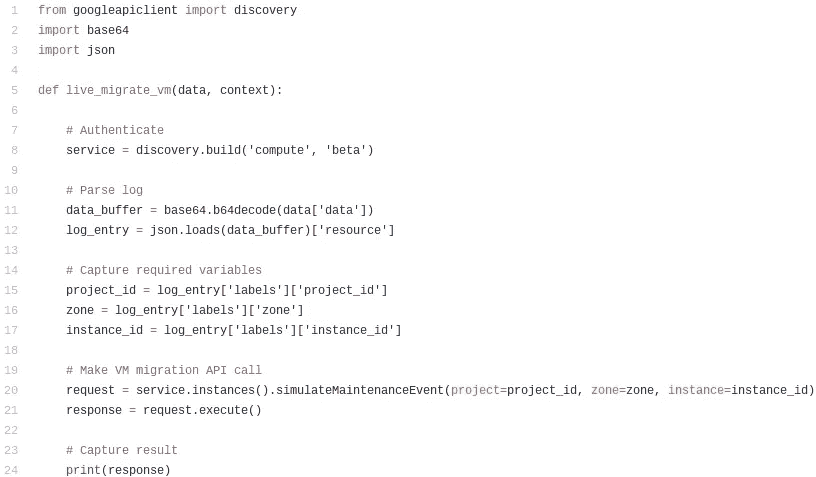 1 from googleapiclient import discovery
2 import base64
3 import json
4
5 def live_migrate_vm(data, context):
6
7     # Authenticate
8     service = discovery.build('compute', 'beta')
9
10     # Parse log
11     data_buffer = base64.b64decode(data['data'])
12     log_entry = json.loads(data_buffer)['resource']
13
14     # Capture required variables
15     project_id = log_entry['labels']['project_id']
16     zone = log_entry['labels']['zone']
17     instance_id = log_entry['labels']['instance_id']
18
19     # Make VM migration API call
20     request = service.instances().simulateMaintenanceEvent(project=project_id, zone=zone, instance=instance_id)
21     response = request.execute()
22
23     # Capture result
24     print(response)